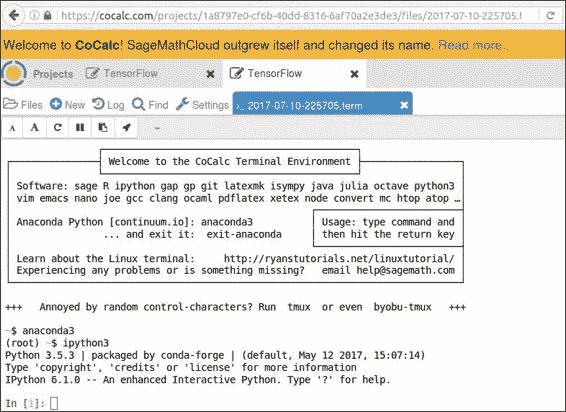 https://cocalc.com/projects/1a8797e0-cf6b-40dd-8316-6af70a2e3de3/files/2017-07-10-225705.t
Welcome to CoCalc! SageMathCloud outgrew itself and changed its name. Read more..
Projects TensorFlow TensorFlow
Files New Log Find Settings 2017-07-10-225705.term
A A
Welcome to the CoCalc Terminal Environment
Software: sage R ipython gap gp git latexmk isympy java julia octave python3
vim emacs nano joe gcc clang ocaml pdflatex xetex node convert mc htop atop …
Anaconda Python [continuum.io]: anaconda3
... and exit it: exit-anaconda
Usage: type command and
then hit the return key
Learn about the Linux terminal: http://ryanstutorials.net/linuxtutorial/
Experiencing any problems or is something missing? email help@sagemath.com
+++ Annoyed by random control-characters? Run tmux or even byobu-tmux +++
~$ anaconda3
(root) ~$ ipython3
Python 3.5.3 | packaged by conda-forge | (default, May 12 2017, 15:07:14)
Type 'copyright', 'credits' or 'license' for more information
IPython 6.1.0 -- An enhanced Interactive Python. Type '?' for help.
In [1]: